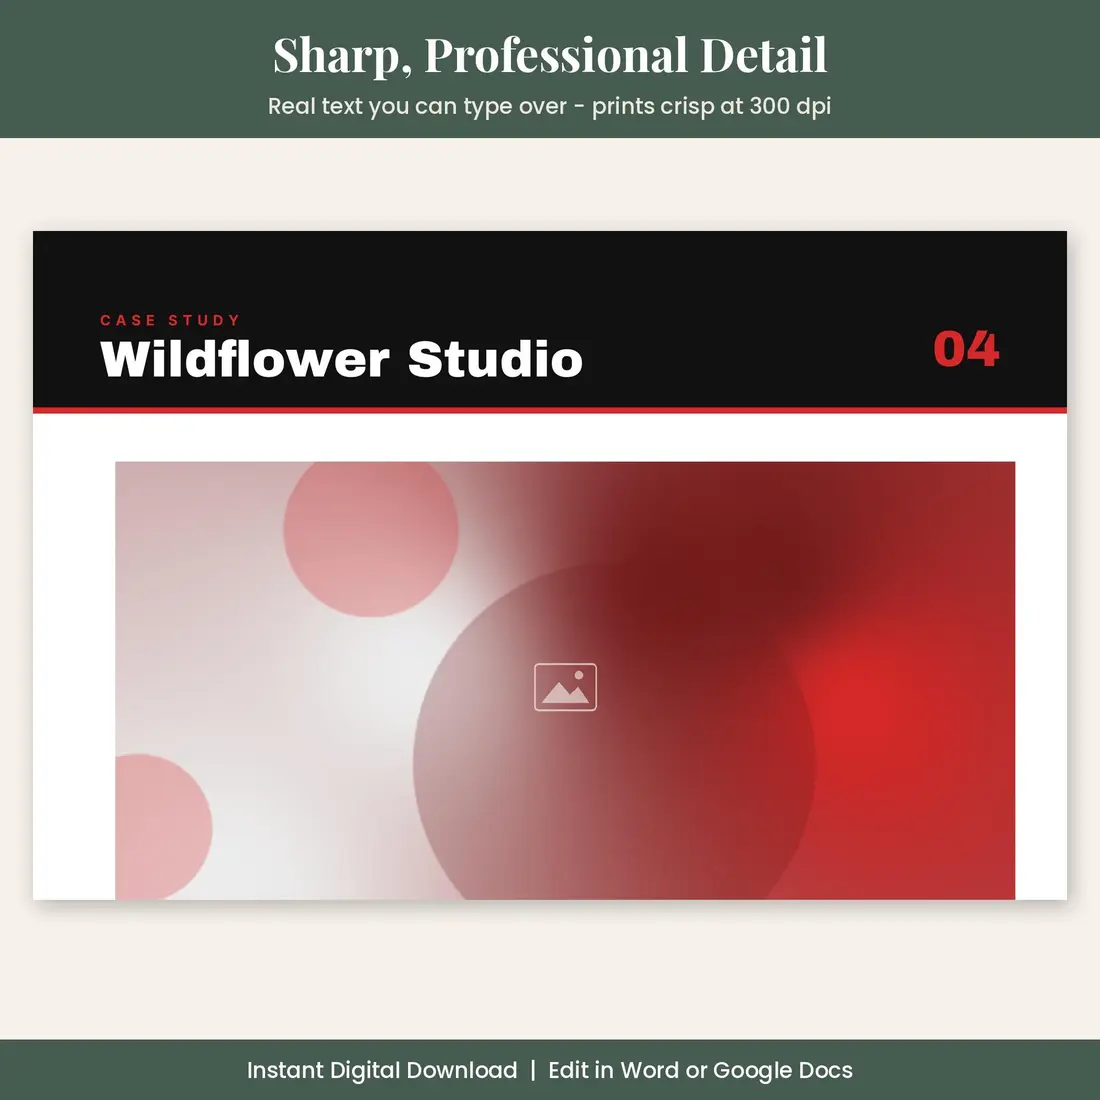 Sharp, Professional Detail
Real text you can type over - prints crisp at 300 dpi
CASE STUDY
Wildflower Studio
04
Instant Digital Download | Edit in Word or Google Docs